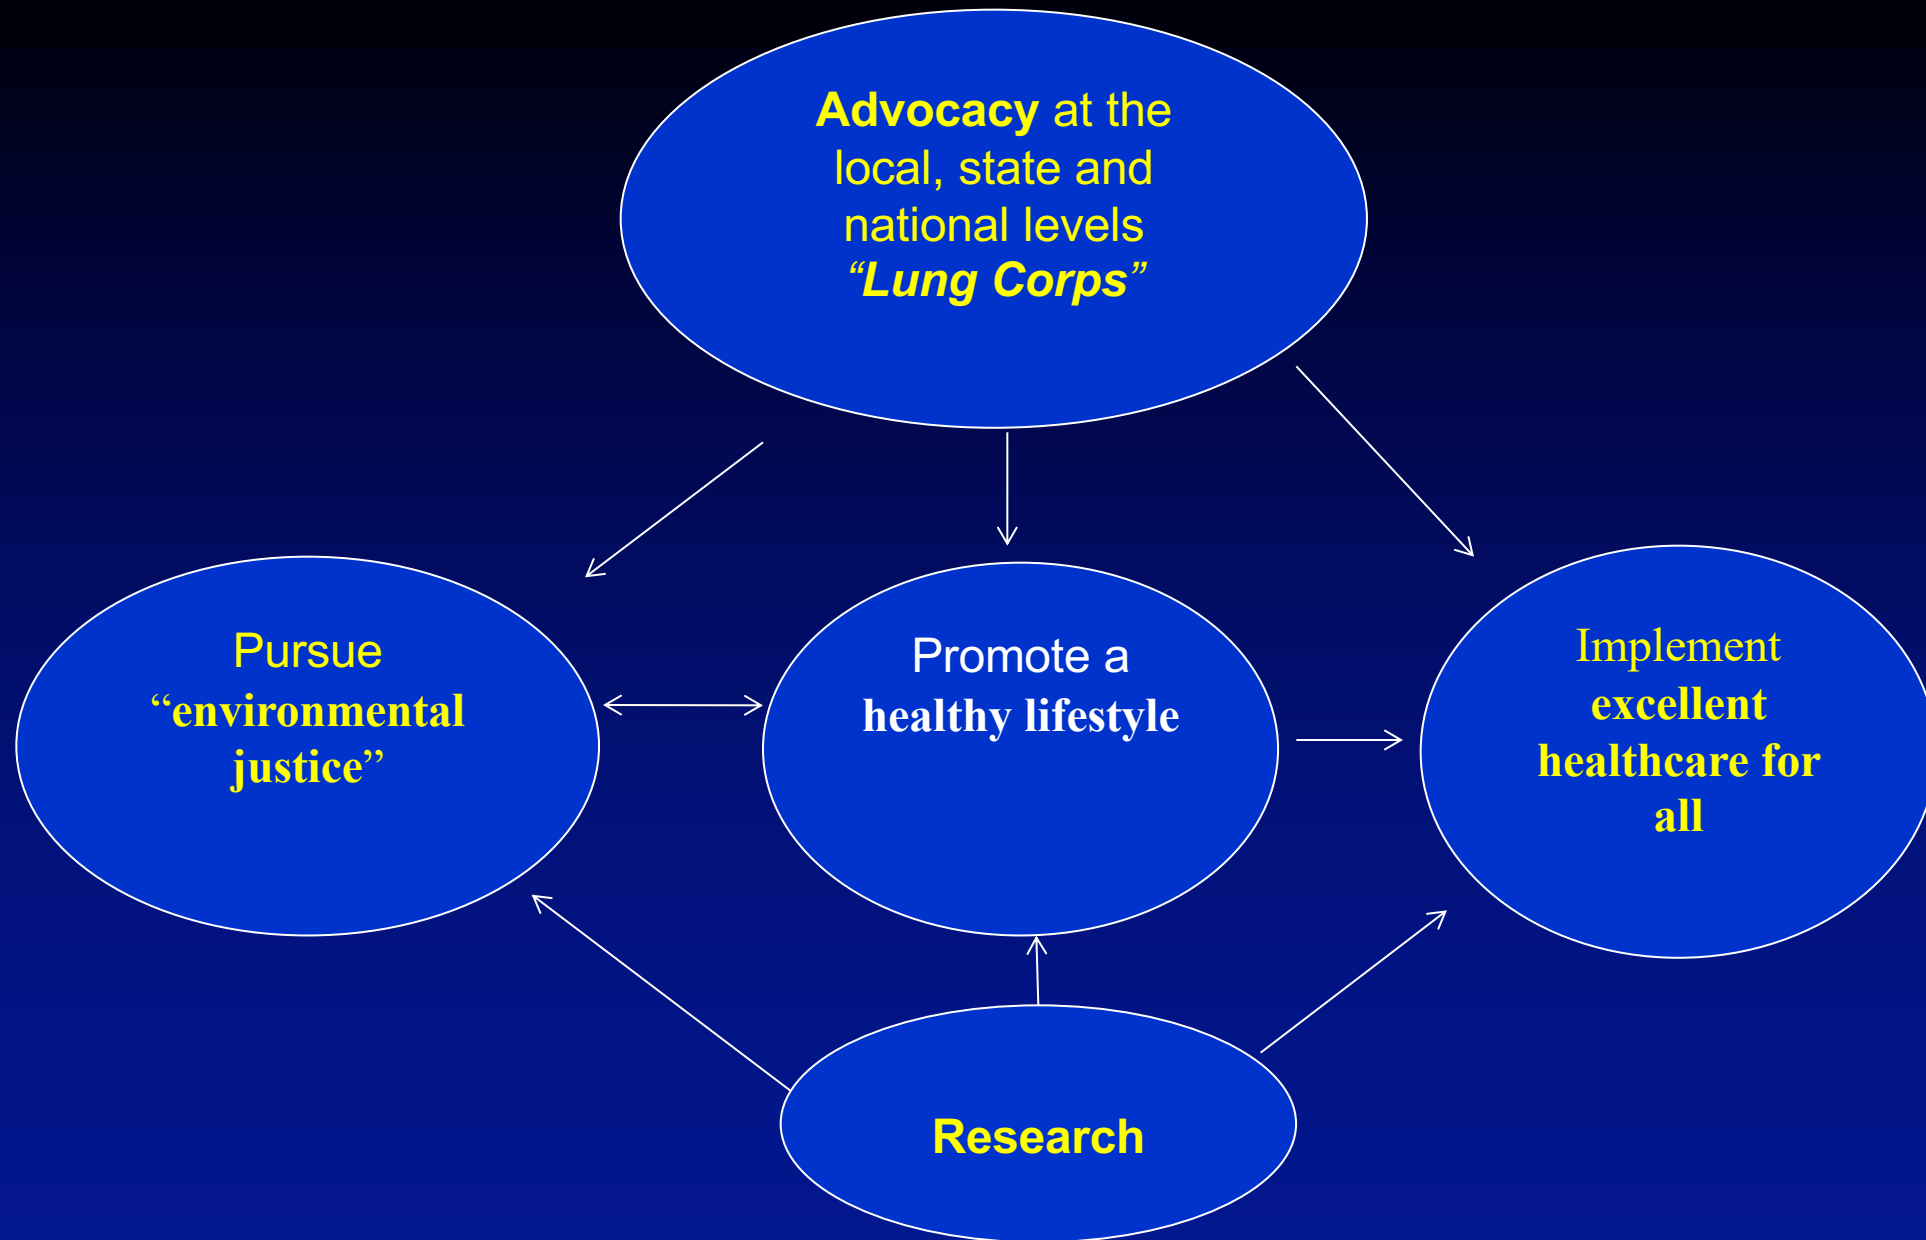 Advocacy at the
local, state and
national levels
“Lung Corps”
Pursue
“environmental
justice”
Promote a
healthy lifestyle
Implement
excellent
healthcare for
all
Research